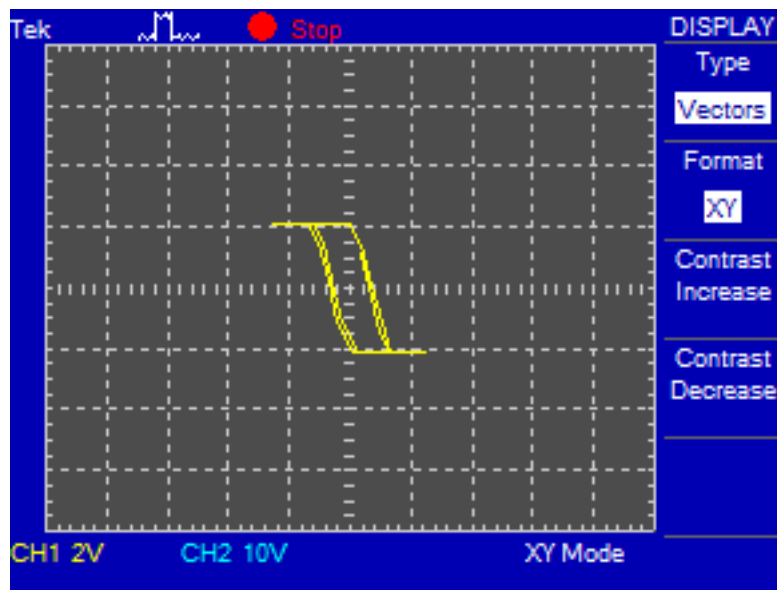 Tek Stop DISPLAY
Type
Vectors
Format
XY
Contrast
Increase
Contrast
Decrease
CH1 2V CH2 10V XY Mode